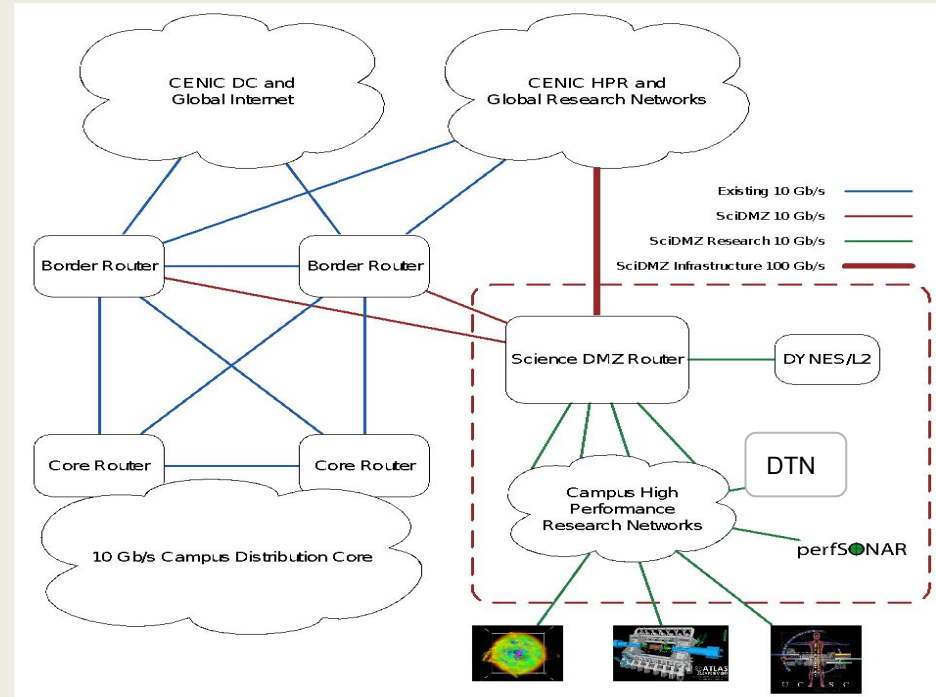 CENIC DC and
Global Internet
CENIC HPR and
Global Research Networks
Existing 10 Gb/s
SciDMZ 10 Gb/s
SciDMZ Research 10 Gb/s
SciDMZ Infrastructure 100 Gb/s
Border Router
Border Router
Science DMZ Router
DYNES/L2
Core Router
Core Router
DTN
Campus High
Performance
Research Networks
perfSONAR
10 Gb/s Campus Distribution Core
ATLAS
U C S C